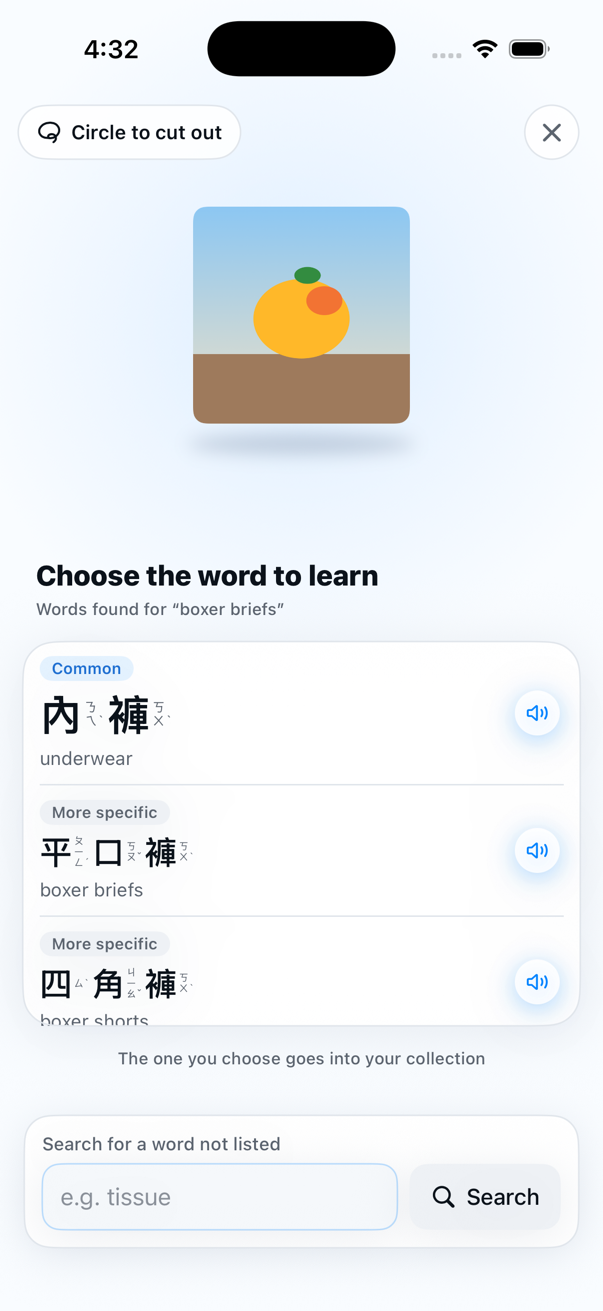 4:32
Circle to cut out
Choose the word to learn
Words found for “boxer briefs”
Common
內ㄋㄟˋ褲ㄎㄨˋ
underwear
More specific
平ㄆㄧㄥˊ口ㄎㄡˇ褲ㄎㄨˋ
boxer briefs
More specific
四ㄙˋ角ㄐㄧㄠˇ褲ㄎㄨˋ
boxer shorts
The one you choose goes into your collection
Search for a word not listed
e.g. tissue
Search